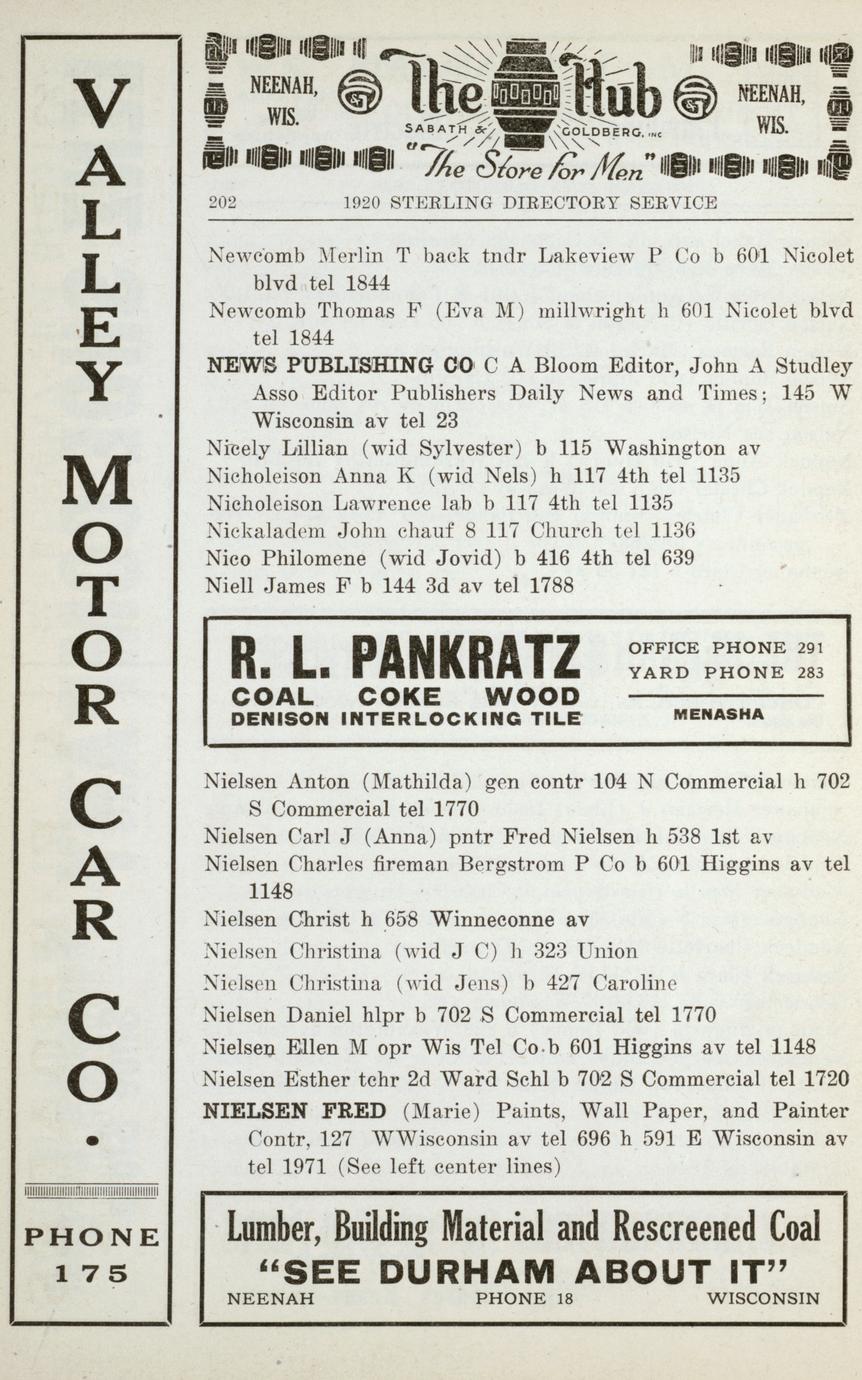 VALLEY MOTOR CAR CO.
PHONE
175
NEENAH,
WIS.
The Hub
SABATH & GOLDBERG, INC
"The Store for Men"
NEENAH,
WIS.
202 1920 STERLING DIRECTORY SERVICE
Newcomb Merlin T back tndr Lakeview P Co b 601 Nicolet
blvd tel 1844
Newcomb Thomas F (Eva M) millwright h 601 Nicolet blvd
tel 1844
NEWS PUBLISHING CO C A Bloom Editor, John A Studley
Asso Editor Publishers Daily News and Times; 145 W
Wisconsin av tel 23
Nicely Lillian (wid Sylvester) b 115 Washington av
Nicholeison Anna K (wid Nels) h 117 4th tel 1135
Nicholeison Lawrence lab b 117 4th tel 1135
Nickaladem John chauf 8 117 Church tel 1136
Nico Philomene (wid Jovid) b 416 4th tel 639
Niell James F b 144 3d av tel 1788
R. L. PANKRATZ
COAL COKE WOOD
DENISON INTERLOCKING TILE
OFFICE PHONE 291
YARD PHONE 283
MENASHA
Nielsen Anton (Mathilda) gen contr 104 N Commercial h 702
S Commercial tel 1770
Nielsen Carl J (Anna) pntr Fred Nielsen h 538 1st av
Nielsen Charles fireman Bergstrom P Co b 601 Higgins av tel
1148
Nielsen Christ h 658 Winneconne av
Nielsen Christina (wid J C) h 323 Union
Nielsen Christina (wid Jens) b 427 Caroline
Nielsen Daniel hlpr b 702 S Commercial tel 1770
Nielsen Ellen M opr Wis Tel Co b 601 Higgins av tel 1148
Nielsen Esther tchr 2d Ward Schl b 702 S Commercial tel 1720
NIELSEN FRED (Marie) Paints, Wall Paper, and Painter
Contr, 127 WWisconsin av tel 696 h 591 E Wisconsin av
tel 1971 (See left center lines)
Lumber, Building Material and Rescreened Coal
"SEE DURHAM ABOUT IT"
NEENAH PHONE 18 WISCONSIN